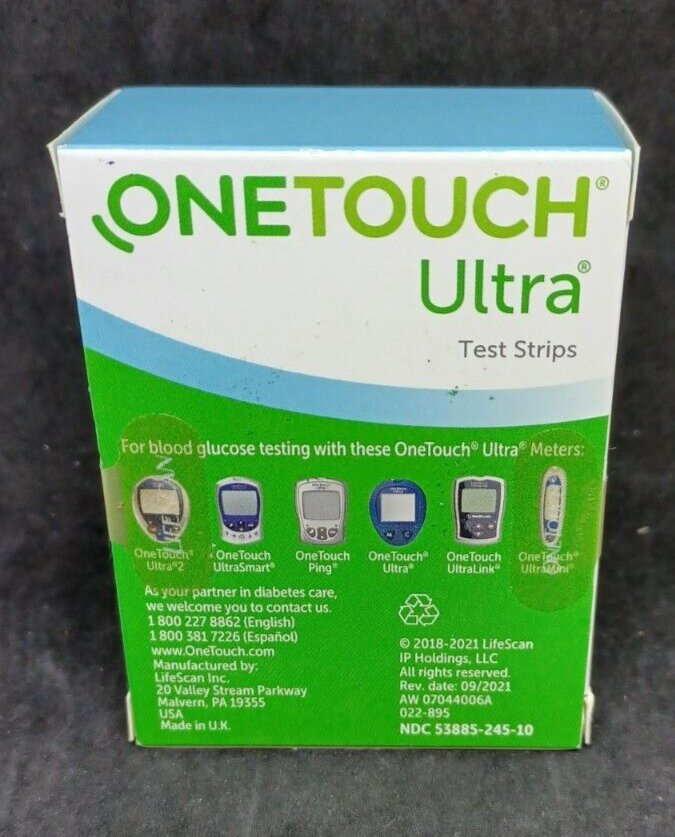 ONETOUCH®
Ultra®
Test Strips
For blood glucose testing with these OneTouch® Ultra® Meters:
OneTouch® Ultra®2
OneTouch UltraSmart®
OneTouch Ping®
OneTouch® Ultra®
OneTouch UltraLink®
OneTouch® UltraMini®
As your partner in diabetes care,
we welcome you to contact us.
1 800 227 8862 (English)
1 800 381 7226 (Español)
www.OneTouch.com
Manufactured by:
LifeScan Inc.
20 Valley Stream Parkway
Malvern, PA 19355
USA
Made in U.K.
© 2018-2021 LifeScan
IP Holdings, LLC
All rights reserved.
Rev. date: 09/2021
AW 07044006A
022-895
NDC 53885-245-10